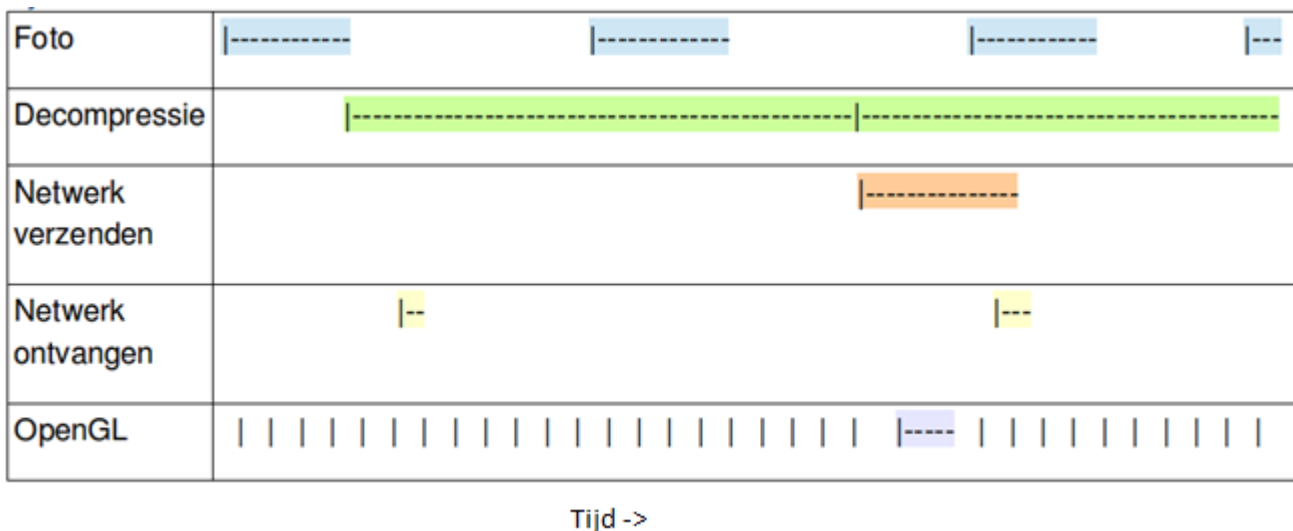 Foto |------------ |------------ |------------ |---
Decompressie |------------------------------------------------|----------------------------------------
Netwerk
verzenden |---------------
Netwerk
ontvangen |-- |---
OpenGL | | | | | | | | | | | | | | | | | | | | | |----- | | | | | | | | | |
Tijd ->